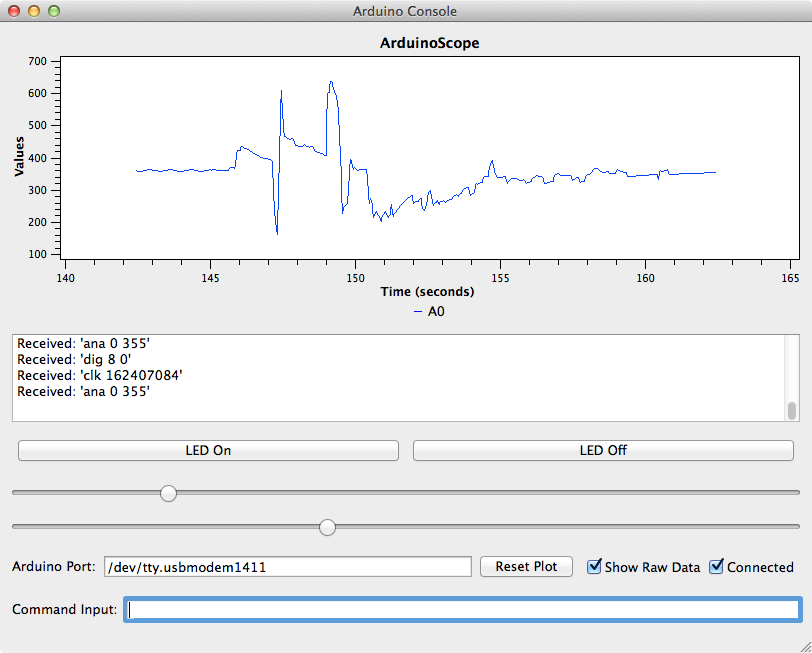 Arduino Console
ArduinoScope
700
600
500
400
300
200
100
Values
140 145 150 155 160 165
Time (seconds)
A0
Received: 'ana 0 355'
Received: 'dig 8 0'
Received: 'clk 162407084'
Received: 'ana 0 355'
LED On LED Off
Arduino Port: /dev/tty.usbmodem1411 Reset Plot Show Raw Data Connected
Command Input: